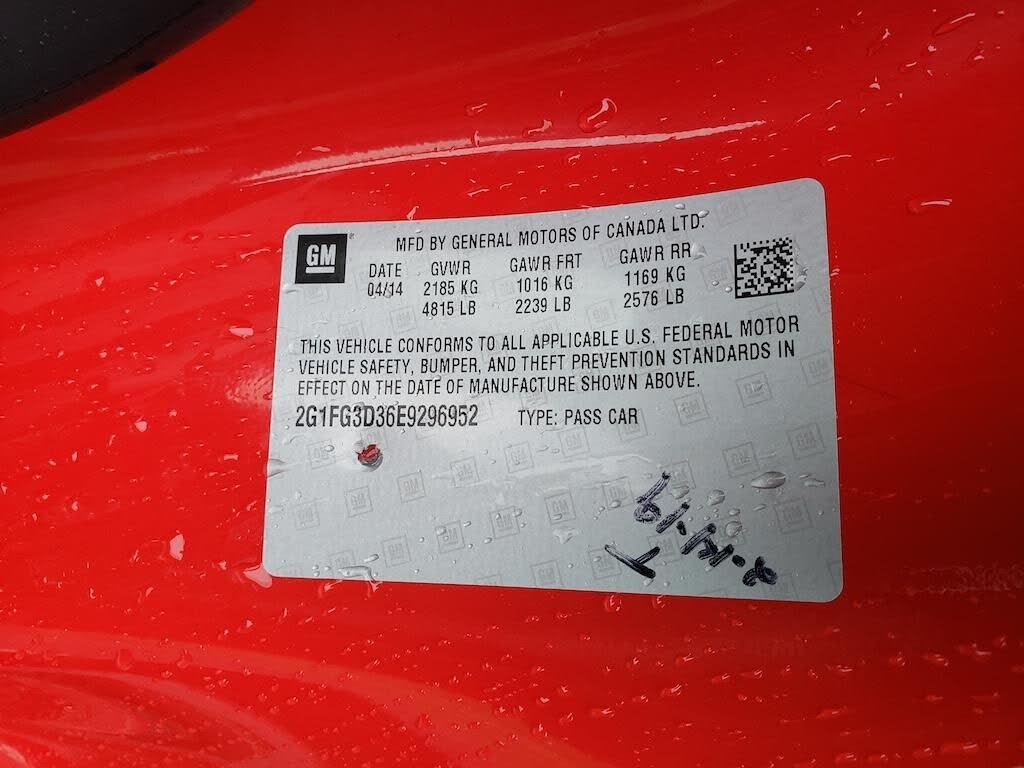 GM
MFD BY GENERAL MOTORS OF CANADA LTD.
DATE GVWR GAWR FRT GAWR RR
04/14 2185 KG 1016 KG 1169 KG
4815 LB 2239 LB 2576 LB
THIS VEHICLE CONFORMS TO ALL APPLICABLE U.S. FEDERAL MOTOR
VEHICLE SAFETY, BUMPER, AND THEFT PREVENTION STANDARDS IN
EFFECT ON THE DATE OF MANUFACTURE SHOWN ABOVE.
2G1FG3D36E9296952 TYPE: PASS CAR